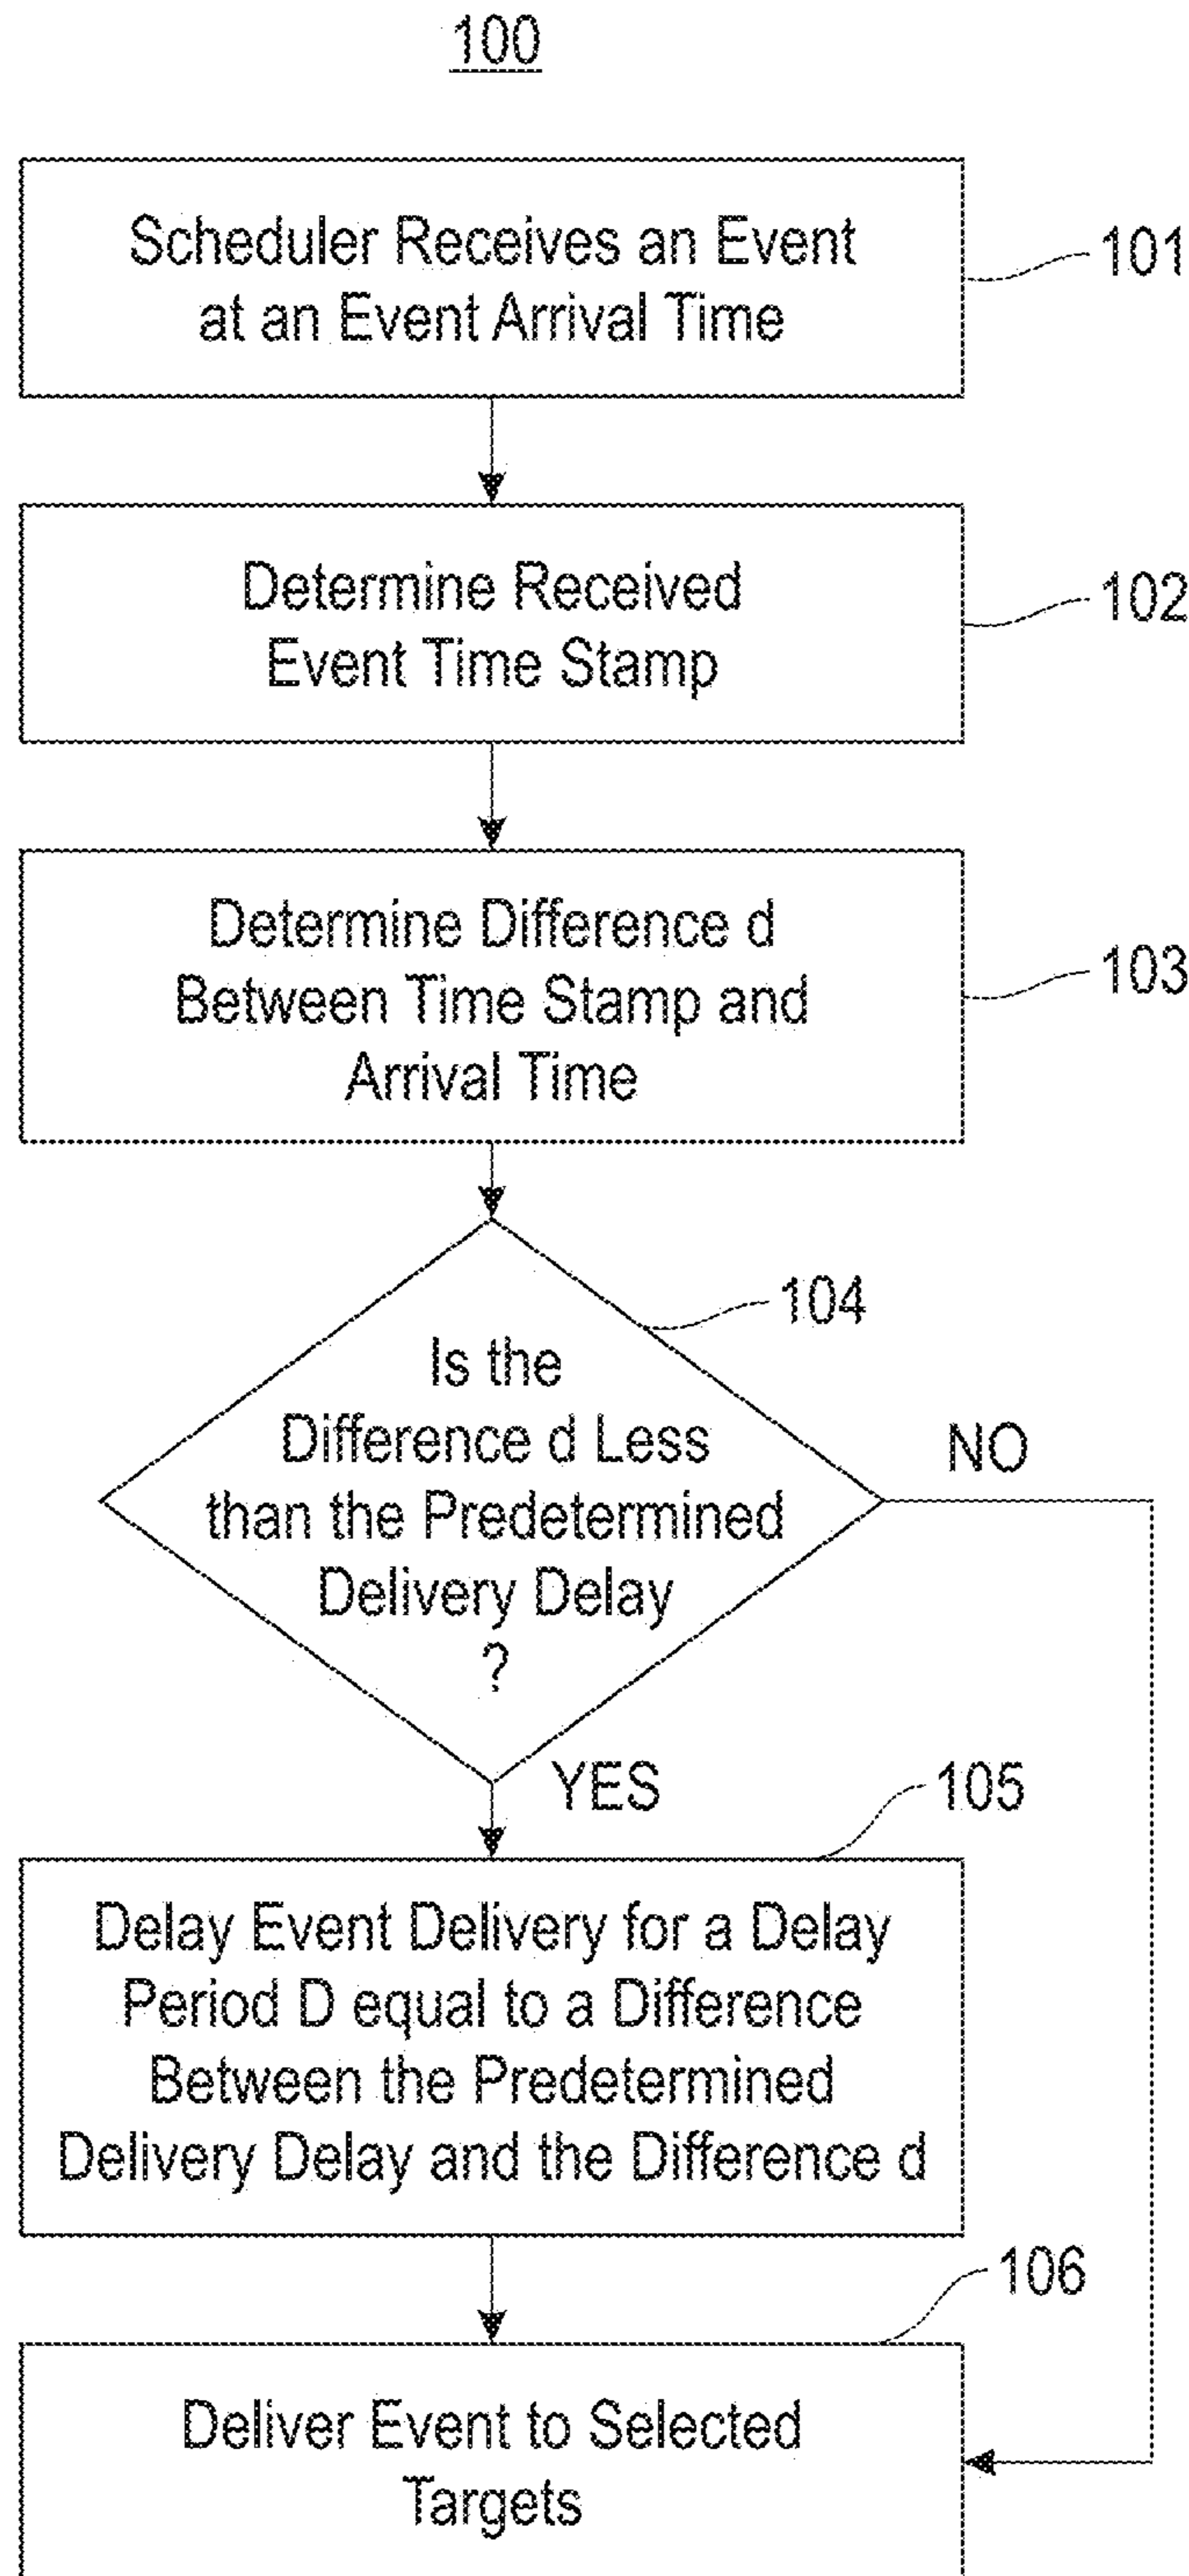 100
Scheduler Receives an Event
at an Event Arrival Time
101
Determine Received
Event Time Stamp
102
Determine Difference d
Between Time Stamp and
Arrival Time
103
104
Is the
Difference d Less
than the Predetermined
Delivery Delay
?
NO
YES
105
Delay Event Delivery for a Delay
Period D equal to a Difference
Between the Predetermined
Delivery Delay and the Difference d
106
Deliver Event to Selected
Targets